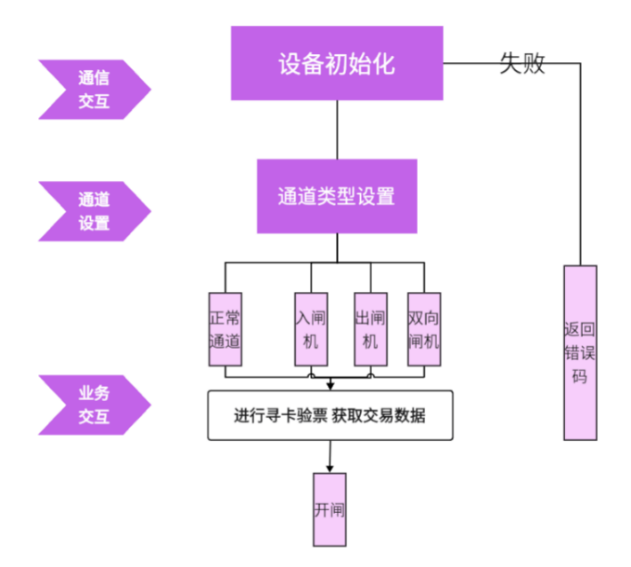 设备初始化
失败
通信
交互
通道类型设置
通道
设置
正常
通道
入闸
机
出闸
机
双向
闸机
返回
错误
码
业务
交互
进行寻卡验票 获取交易数据
开闸